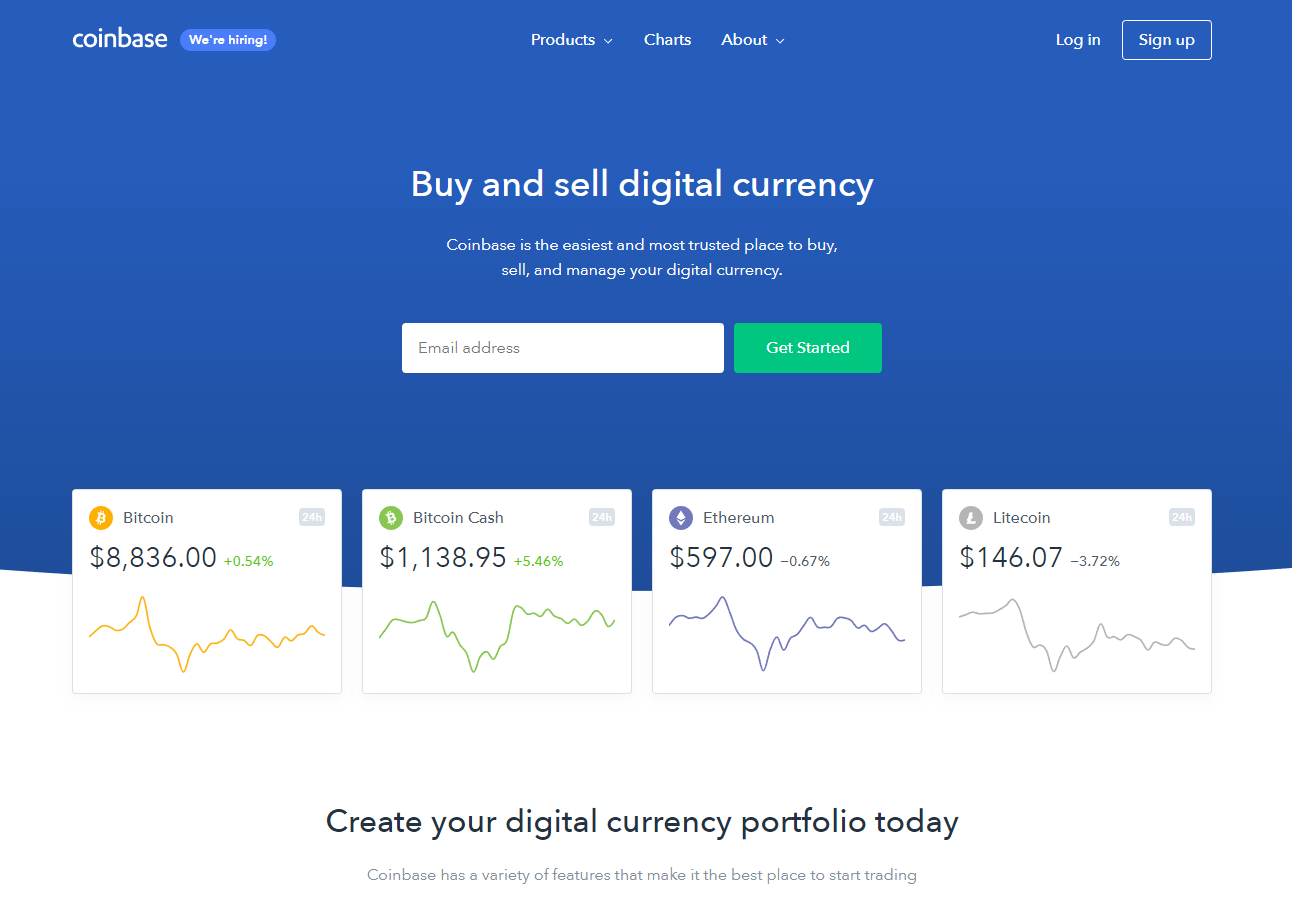 coinbase We're hiring! Products Charts About Log in Sign up
Buy and sell digital currency
Coinbase is the easiest and most trusted place to buy,
sell, and manage your digital currency.
Email address Get Started
Bitcoin 24h
$8,836.00 +0.54%
Bitcoin Cash 24h
$1,138.95 +5.46%
Ethereum 24h
$597.00 −0.67%
Litecoin 24h
$146.07 −3.72%
Create your digital currency portfolio today
Coinbase has a variety of features that make it the best place to start trading